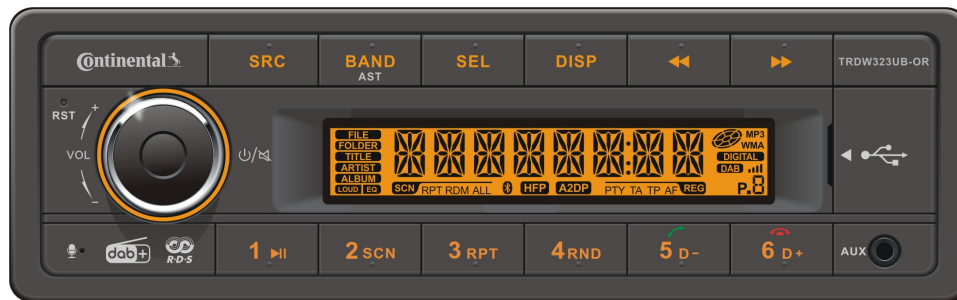 Continental
SRC
BAND
AST
SEL
DISP
TRDW323UB-OR
RST
+
VOL
-
FILE
FOLDER
TITLE
ARTIST
ALBUM
LOUD EQ
SCN RPT RDM ALL HFP A2DP PTY TA TP AF REG
MP3
WMA
DIGITAL
DAB
P.8
dab+
R·D·S
1
2 SCN
3 RPT
4 RND
5 D-
6 D+
AUX